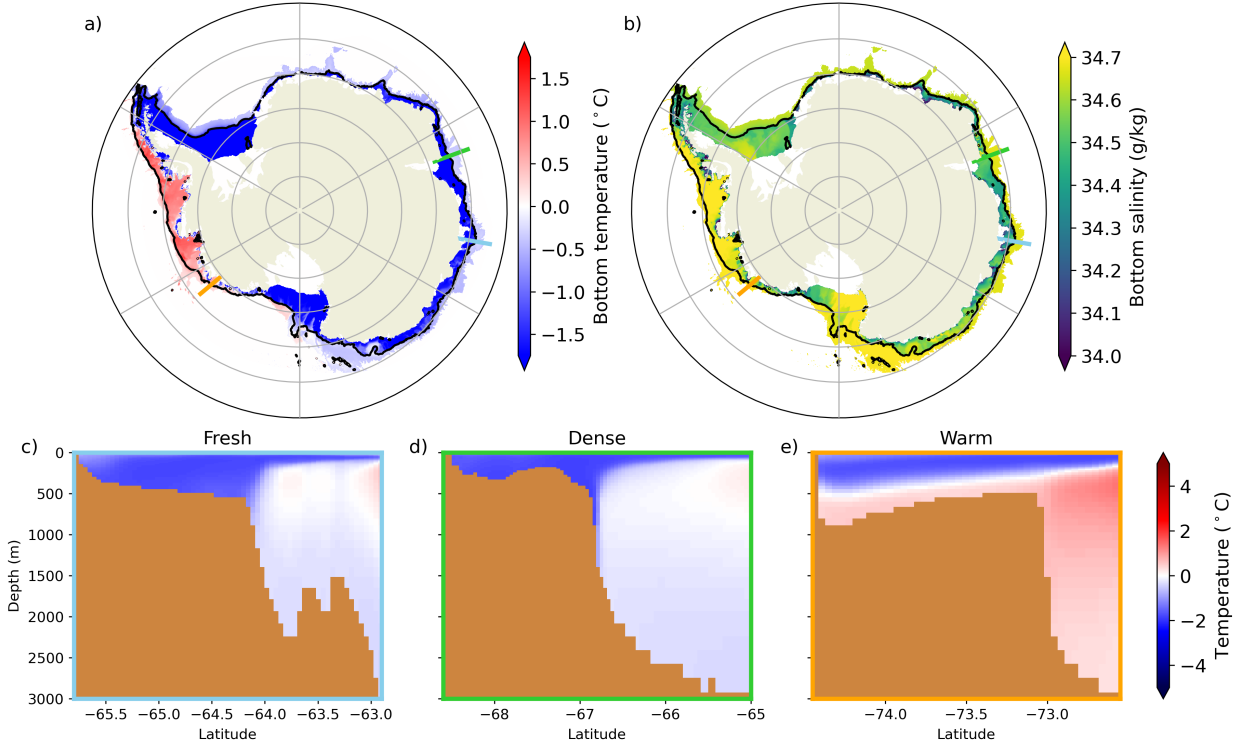 a)
1.5
1.0
0.5
0.0
−0.5
−1.0
−1.5
Bottom temperature (°C)
b)
34.7
34.6
34.5
34.4
34.3
34.2
34.1
34.0
Bottom salinity (g/kg)
c)
Fresh
0
500
1000
1500
2000
2500
3000
Depth (m)
−65.5
−65.0
−64.5
−64.0
−63.5
−63.0
Latitude
d)
Dense
−68
−67
−66
−65
Latitude
e)
Warm
−74.0
−73.5
−73.0
Latitude
4
2
0
−2
−4
Temperature (°C)